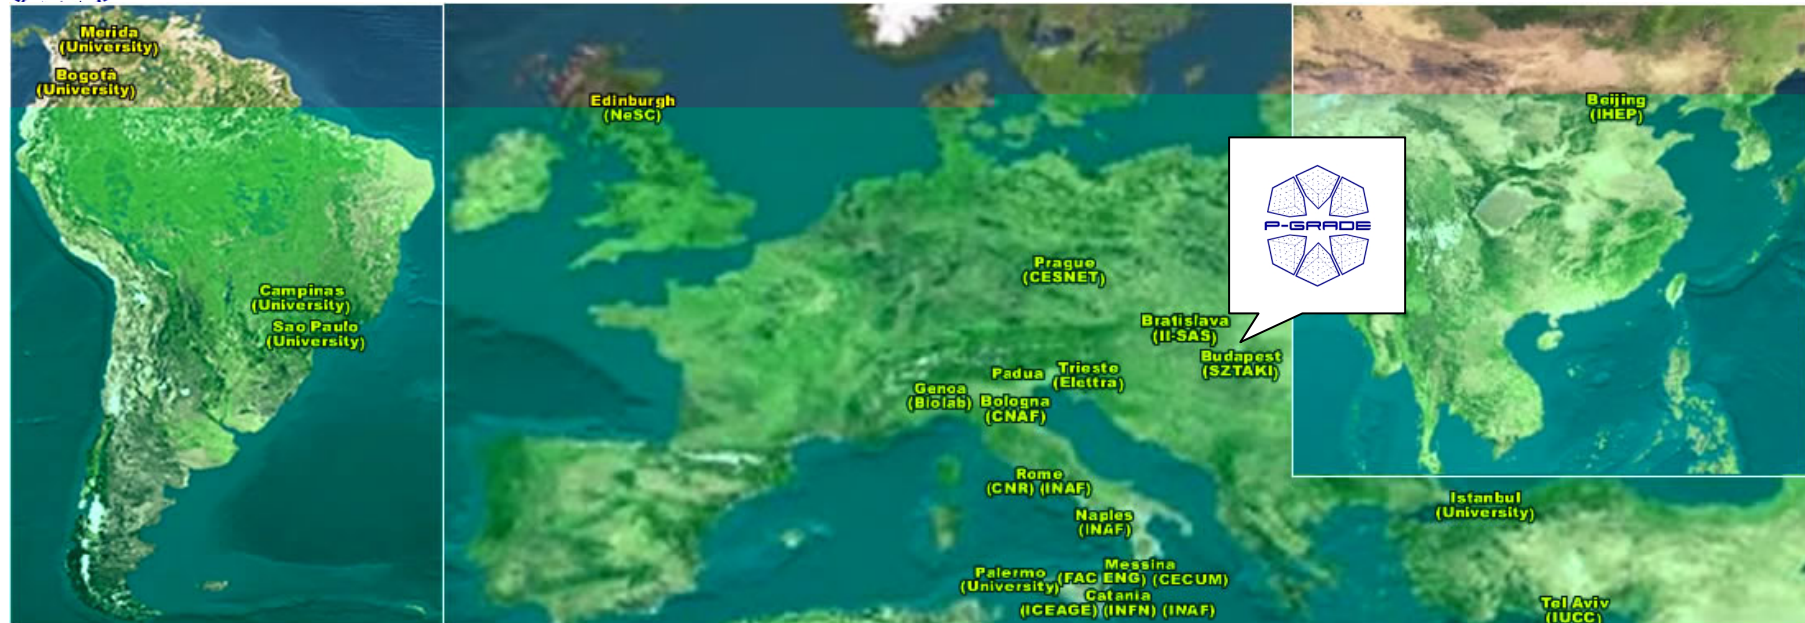 Merida
(University)
Bogotá
(University)
Campinas
(University)
Sao Paulo
(University)
Edinburgh
(NeSC)
Prague
(CESNET)
Bratislava
(II-SAS)
Budapest
(SZTAKI)
Padua
Trieste
(Elettra)
Genoa
(Biolab)
Bologna
(CNAF)
Rome
(CNR) (INAF)
Naples
(INAF)
Messina
(FAC ENG) (CECUM)
Palermo
(University)
Catania
(ICEAGE) (INFN) (INAF)
P-GRADE
Beijing
(IHEP)
Istanbul
(University)
Tel Aviv
(IUCC)